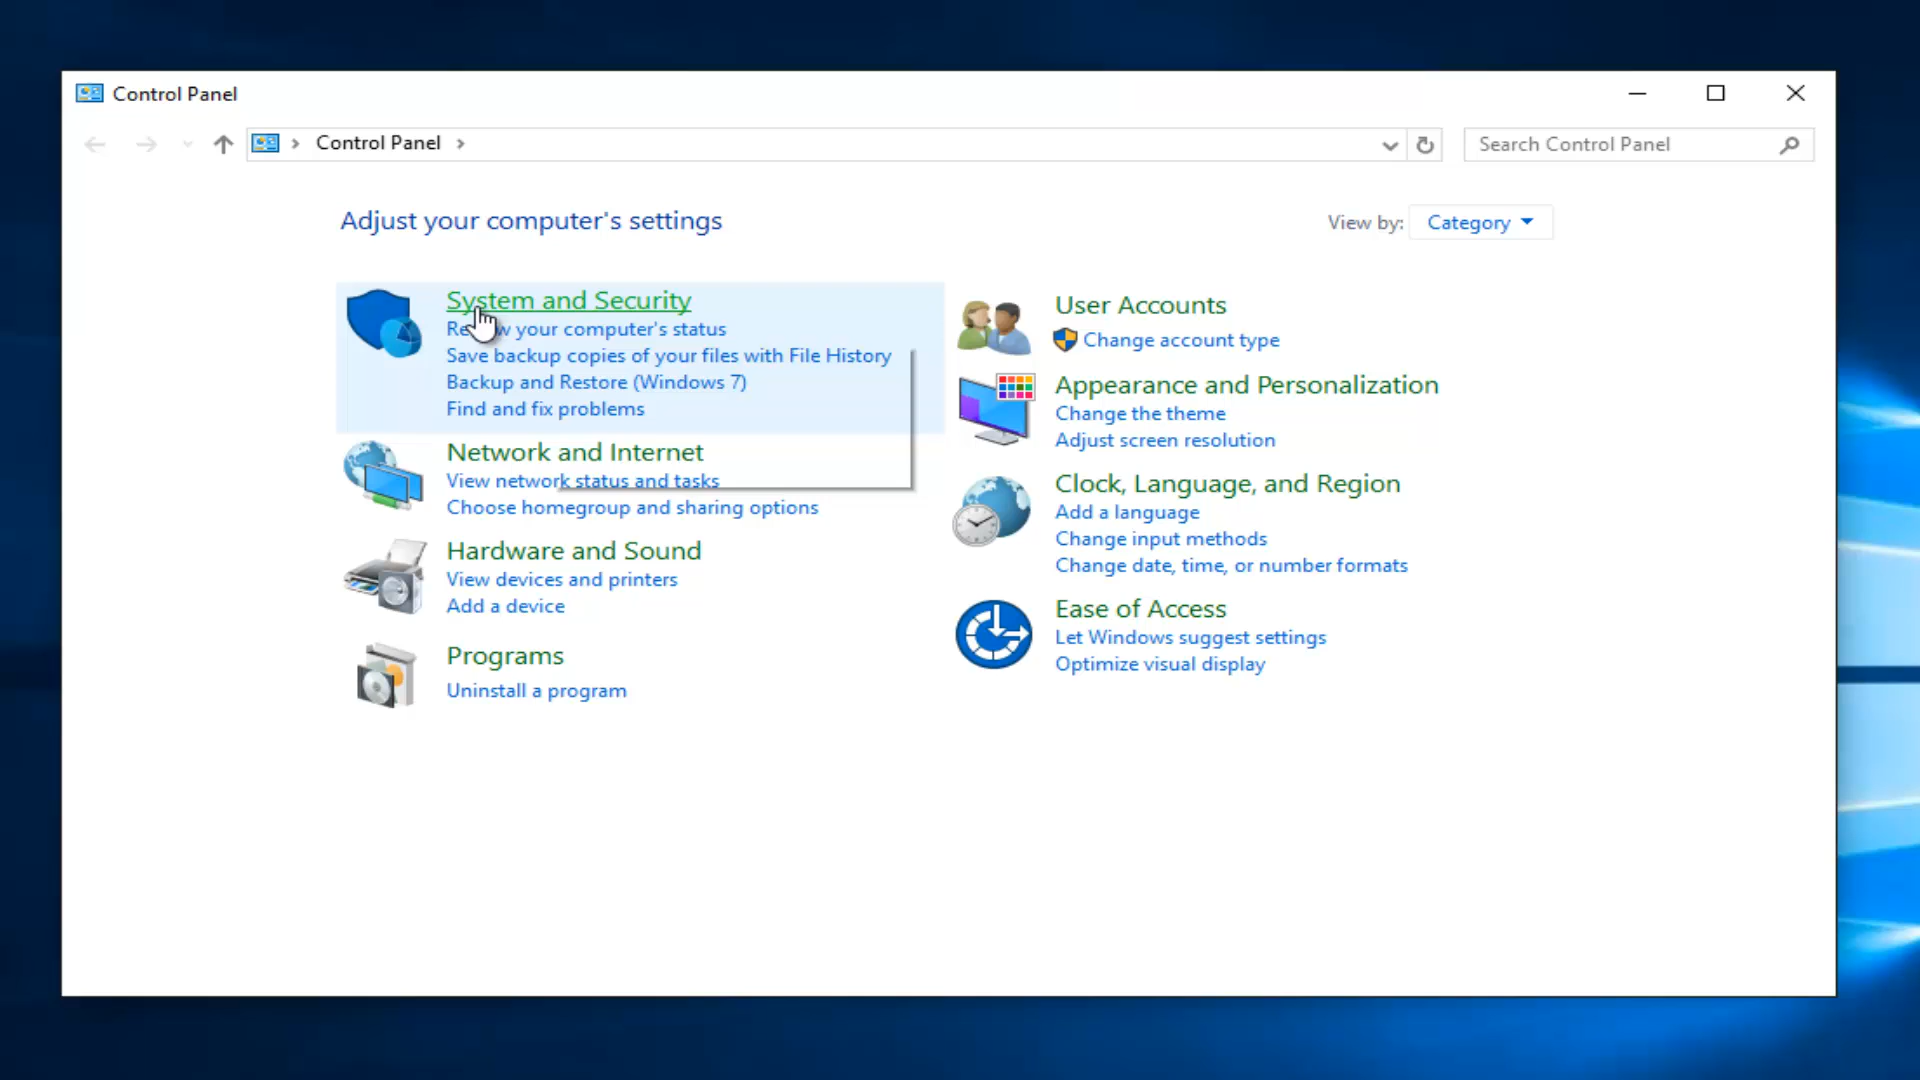 Control Panel
Control Panel
Search Control Panel
Adjust your computer's settings
View by: Category
System and Security
your computer's status
Save backup copies of your files with File History
Backup and Restore (Windows 7)
Find and fix problems
Network and Internet
View network status and tasks
Choose homegroup and sharing options
Hardware and Sound
View devices and printers
Add a device
Programs
Uninstall a program
User Accounts
Change account type
Appearance and Personalization
Change the theme
Adjust screen resolution
Clock, Language, and Region
Add a language
Change input methods
Change date, time, or number formats
Ease of Access
Let Windows suggest settings
Optimize visual display